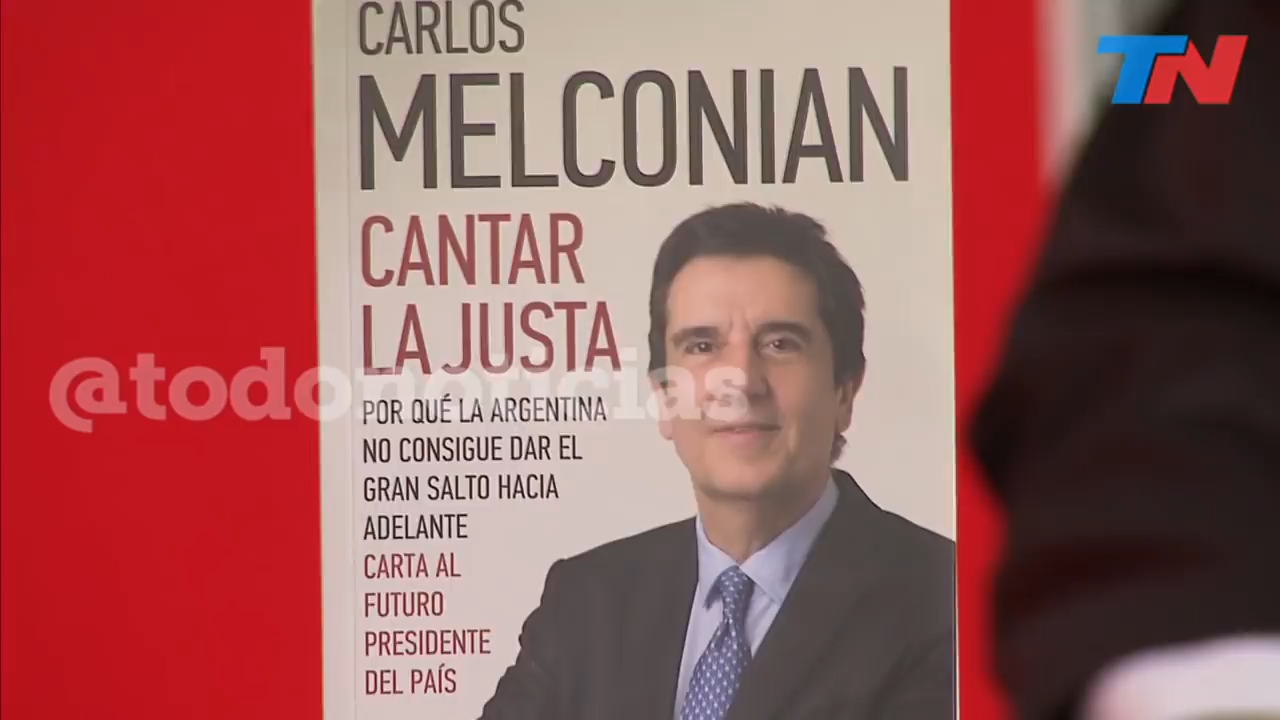 CARLOS
MELCONIAN
CANTAR
LA JUSTA
POR QUÉ LA ARGENTINA
NO CONSIGUE DAR EL
GRAN SALTO HACIA
ADELANTE
CARTA AL
FUTURO
PRESIDENTE
DEL PAÍS
TN
@todonoticias